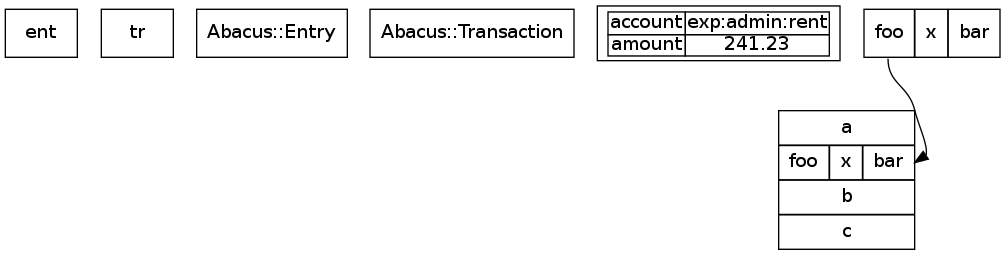 ent
tr
Abacus::Entry
Abacus::Transaction
account exp:admin:rent
amount 241.23
foo x bar
a
foo x bar
b
c